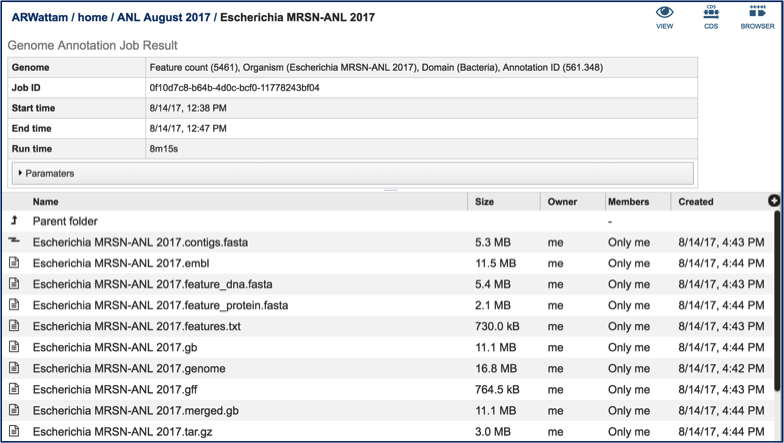 ARWattam / home / ANL August 2017 / Escherichia MRSN-ANL 2017
VIEW
CDS
CDS
BROWSER
Genome Annotation Job Result
Genome Feature count (5461), Organism (Escherichia MRSN-ANL 2017), Domain (Bacteria), Annotation ID (561.348)
Job ID 0f10d7c8-b64b-4d0c-bcf0-11778243bf04
Start time 8/14/17, 12:38 PM
End time 8/14/17, 12:47 PM
Run time 8m15s
Paramaters
Name Size Owner Members Created
Parent folder -
Escherichia MRSN-ANL 2017.contigs.fasta 5.3 MB me Only me 8/14/17, 4:43 PM
Escherichia MRSN-ANL 2017.embl 11.5 MB me Only me 8/14/17, 4:44 PM
Escherichia MRSN-ANL 2017.feature_dna.fasta 5.4 MB me Only me 8/14/17, 4:43 PM
Escherichia MRSN-ANL 2017.feature_protein.fasta 2.1 MB me Only me 8/14/17, 4:44 PM
Escherichia MRSN-ANL 2017.features.txt 730.0 kB me Only me 8/14/17, 4:43 PM
Escherichia MRSN-ANL 2017.gb 11.1 MB me Only me 8/14/17, 4:44 PM
Escherichia MRSN-ANL 2017.genome 16.8 MB me Only me 8/14/17, 4:42 PM
Escherichia MRSN-ANL 2017.gff 764.5 kB me Only me 8/14/17, 4:43 PM
Escherichia MRSN-ANL 2017.merged.gb 11.1 MB me Only me 8/14/17, 4:44 PM
Escherichia MRSN-ANL 2017.tar.gz 3.0 MB me Only me 8/14/17, 4:44 PM